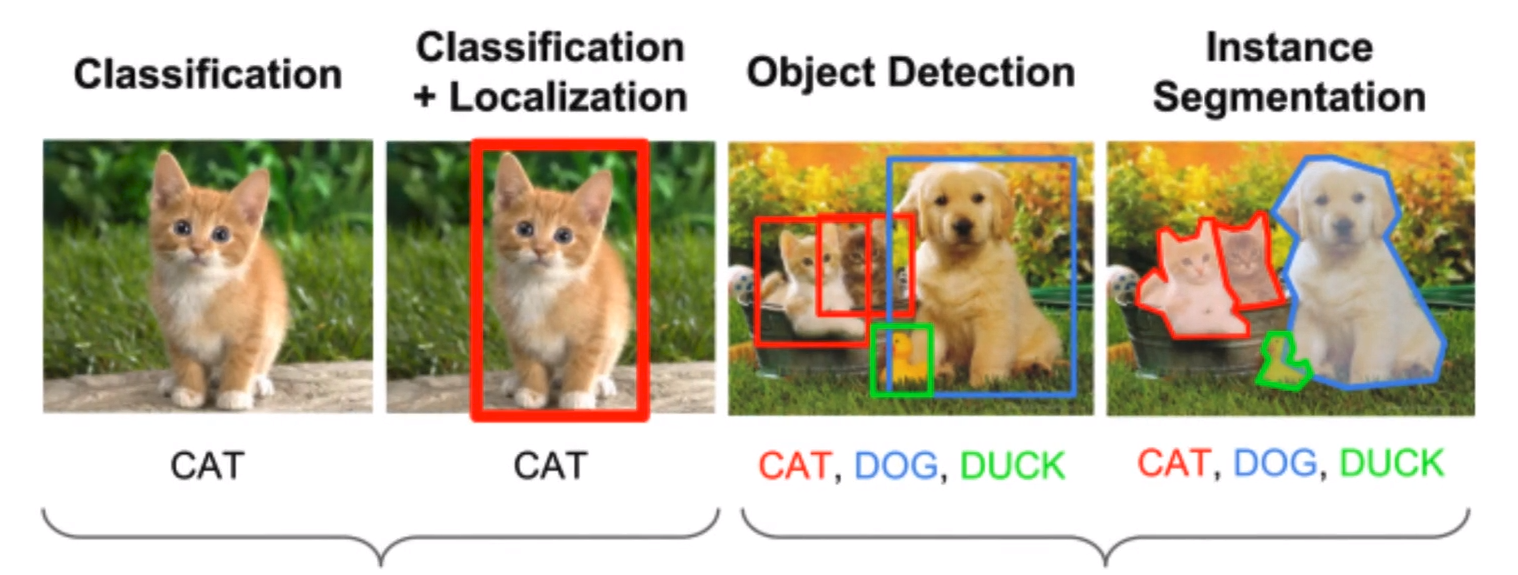 Classification
Classification
+ Localization
Object Detection
Instance
Segmentation
CAT
CAT
CAT, DOG, DUCK
CAT, DOG, DUCK